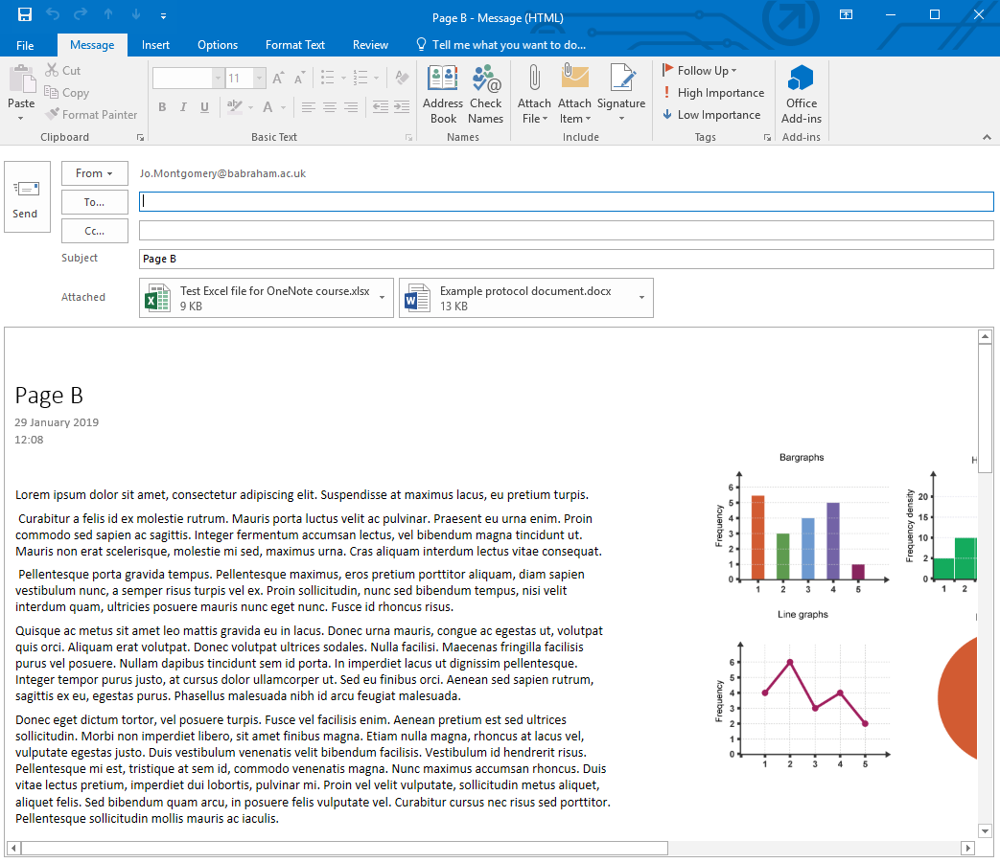 Page B - Message (HTML)
File Message Insert Options Format Text Review Tell me what you want to do...
Paste
Cut
Copy
Format Painter
Clipboard
11
B I U
Basic Text
Address Book
Check Names
Names
Attach File
Attach Item
Signature
Include
Follow Up
High Importance
Low Importance
Tags
Office Add-ins
Add-ins
Send
From Jo.Montgomery@babraham.ac.uk
To...
Cc...
Subject Page B
Attached
Test Excel file for OneNote course.xlsx
9 KB
Example protocol document.docx
13 KB
Page B
29 January 2019
12:08
Lorem ipsum dolor sit amet, consectetur adipiscing elit. Suspendisse at maximus lacus, eu pretium turpis.
Curabitur a felis id ex molestie rutrum. Mauris porta luctus velit ac pulvinar. Praesent eu urna enim. Proin
commodo sed sapien ac sagittis. Integer fermentum accumsan lectus, vel bibendum magna tincidunt ut.
Mauris non erat scelerisque, molestie mi sed, maximus urna. Cras aliquam interdum lectus vitae consequat.
Pellentesque porta gravida tempus. Pellentesque maximus, eros pretium porttitor aliquam, diam sapien
vestibulum nunc, a semper risus turpis vel ex. Proin sollicitudin, nunc sed bibendum tempus, nisi velit
interdum quam, ultricies posuere mauris nunc eget nunc. Fusce id rhoncus risus.
Quisque ac metus sit amet leo mattis gravida eu in lacus. Donec urna mauris, congue ac egestas ut, volutpat
quis orci. Aliquam erat volutpat. Donec volutpat ultrices sodales. Nulla facilisi. Maecenas fringilla facilisis
purus vel posuere. Nullam dapibus tincidunt sem id porta. In imperdiet lacus ut dignissim pellentesque.
Integer tempor purus justo, at cursus dolor ullamcorper ut. Sed eu finibus orci. Aenean sed sapien rutrum,
sagittis ex eu, egestas purus. Phasellus malesuada nibh id arcu feugiat malesuada.
Donec eget dictum tortor, vel posuere turpis. Fusce vel facilisis enim. Aenean pretium est sed ultrices
sollicitudin. Morbi non imperdiet libero, sit amet finibus magna. Etiam nulla magna, rhoncus at lacus vel,
vulputate egestas justo. Duis vestibulum venenatis velit bibendum facilisis. Vestibulum id hendrerit risus.
Pellentesque mi est, tristique at sem id, commodo venenatis magna. Nunc maximus accumsan rhoncus. Duis
vitae lectus pretium, imperdiet dui lobortis, pulvinar mi. Proin vel velit vulputate, sollicitudin metus aliquet,
aliquet felis. Sed bibendum quam arcu, in posuere felis vulputate vel. Curabitur cursus nec risus sed porttitor.
Pellentesque sollicitudin mollis mauris ac iaculis.
Bargraphs
Frequency
6
5
4
3
2
1
0
1 2 3 4 5
Frequency density
20
15
10
2
0
1 2
Line graphs
Frequency
6
5
4
3
2
1
0
1 2 3 4 5